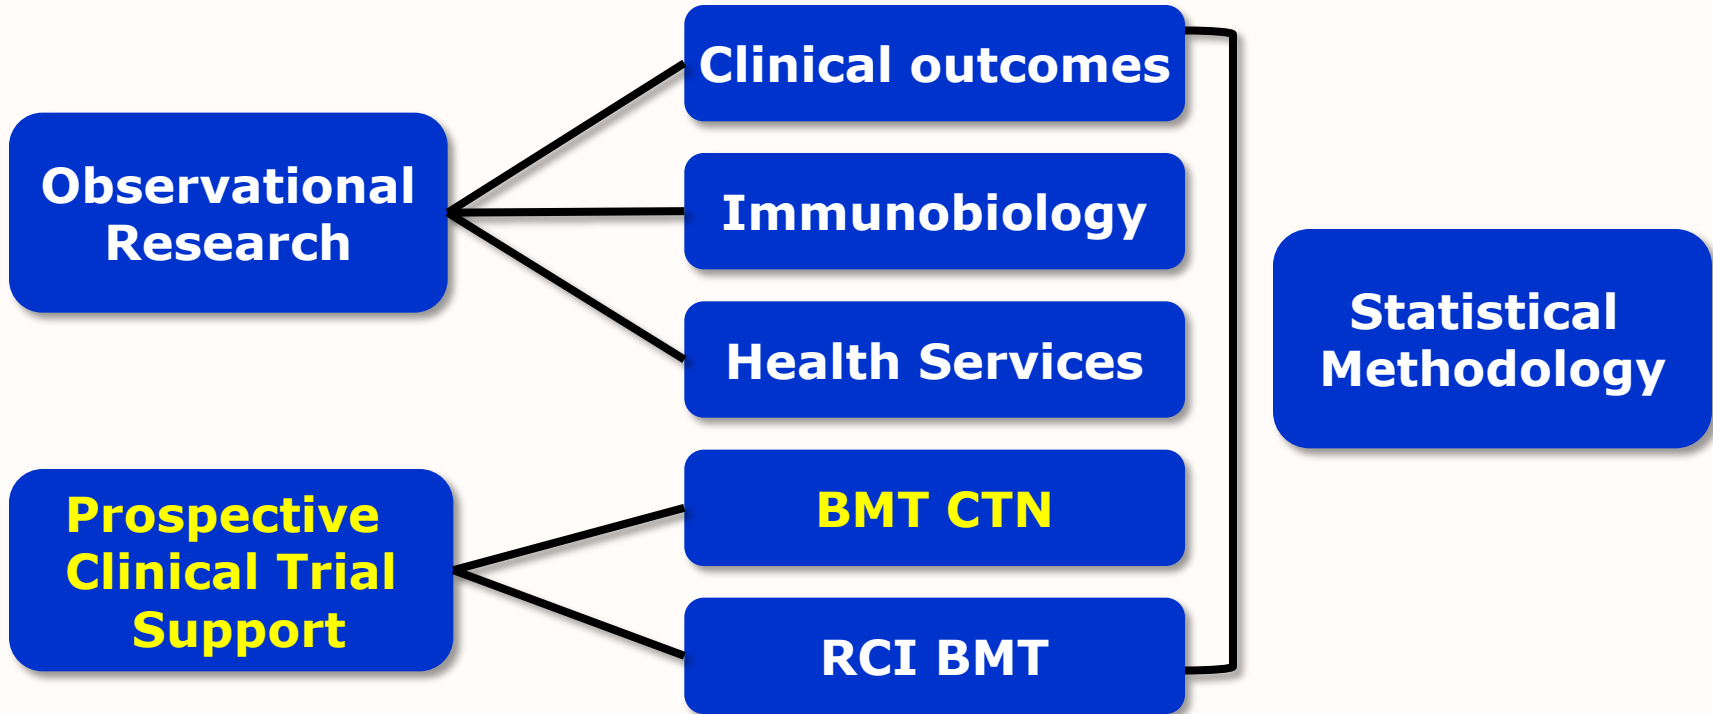 Observational
Research
Clinical outcomes
Immunobiology
Health Services
Prospective
Clinical Trial
Support
BMT CTN
RCI BMT
Statistical
Methodology